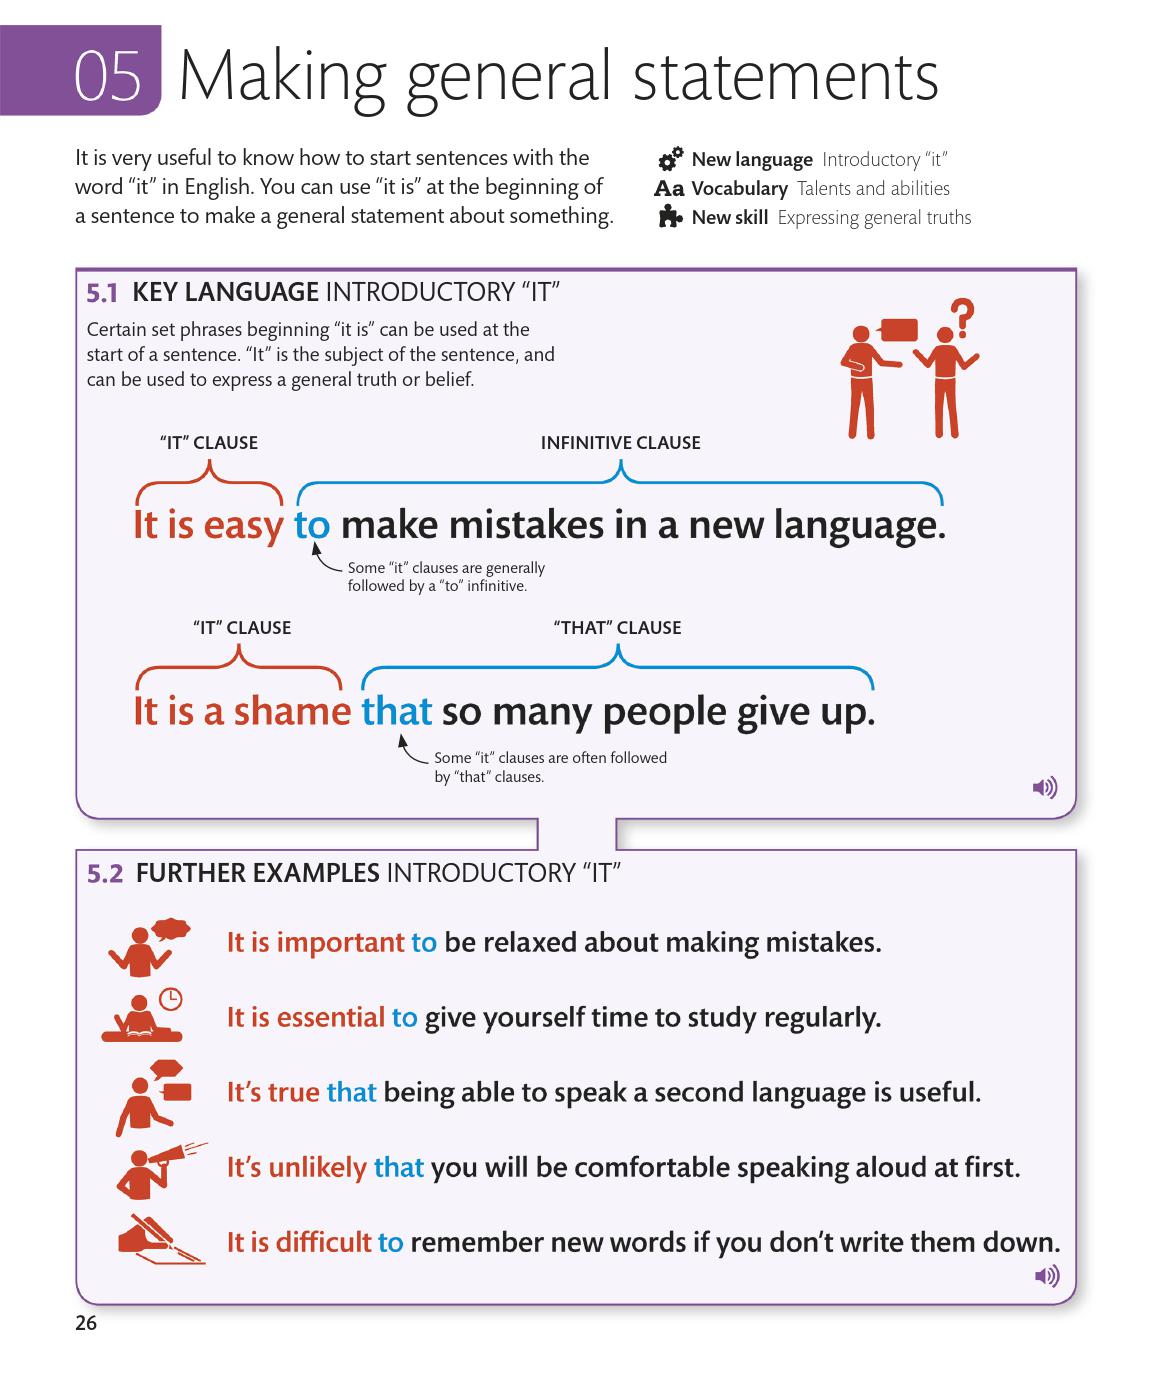 05 Making general statements
It is very useful to know how to start sentences with the
word “it” in English. You can use “it is” at the beginning of
a sentence to make a general statement about something.
New language Introductory “it”
Aa Vocabulary Talents and abilities
New skill Expressing general truths
5.1 KEY LANGUAGE INTRODUCTORY “IT”
Certain set phrases beginning “it is” can be used at the
start of a sentence. “It” is the subject of the sentence, and
can be used to express a general truth or belief.
?
“IT” CLAUSE INFINITIVE CLAUSE
It is easy to make mistakes in a new language.
Some “it” clauses are generally
followed by a “to” infinitive.
“IT” CLAUSE “THAT” CLAUSE
It is a shame that so many people give up.
Some “it” clauses are often followed
by “that” clauses.
5.2 FURTHER EXAMPLES INTRODUCTORY “IT”
It is important to be relaxed about making mistakes.
It is essential to give yourself time to study regularly.
It’s true that being able to speak a second language is useful.
It’s unlikely that you will be comfortable speaking aloud at first.
It is difficult to remember new words if you don’t write them down.
26